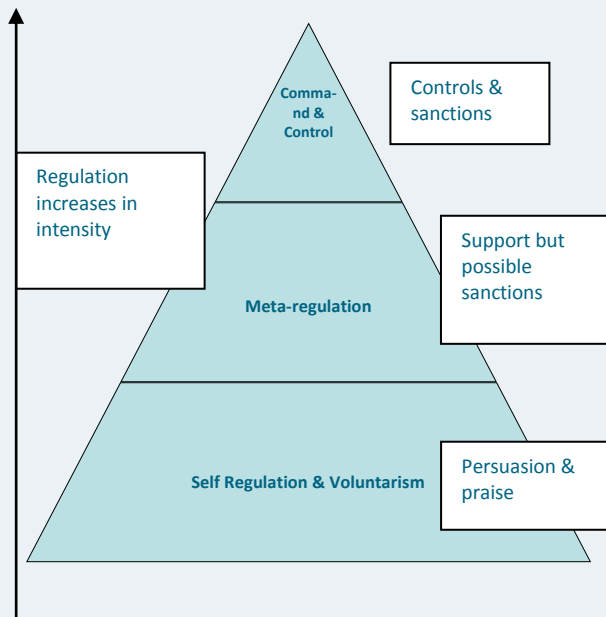 Comma-
nd &
Control
Controls &
sanctions
Regulation
increases in
intensity
Support but
possible
sanctions
Meta-regulation
Self Regulation & Voluntarism
Persuasion &
praise